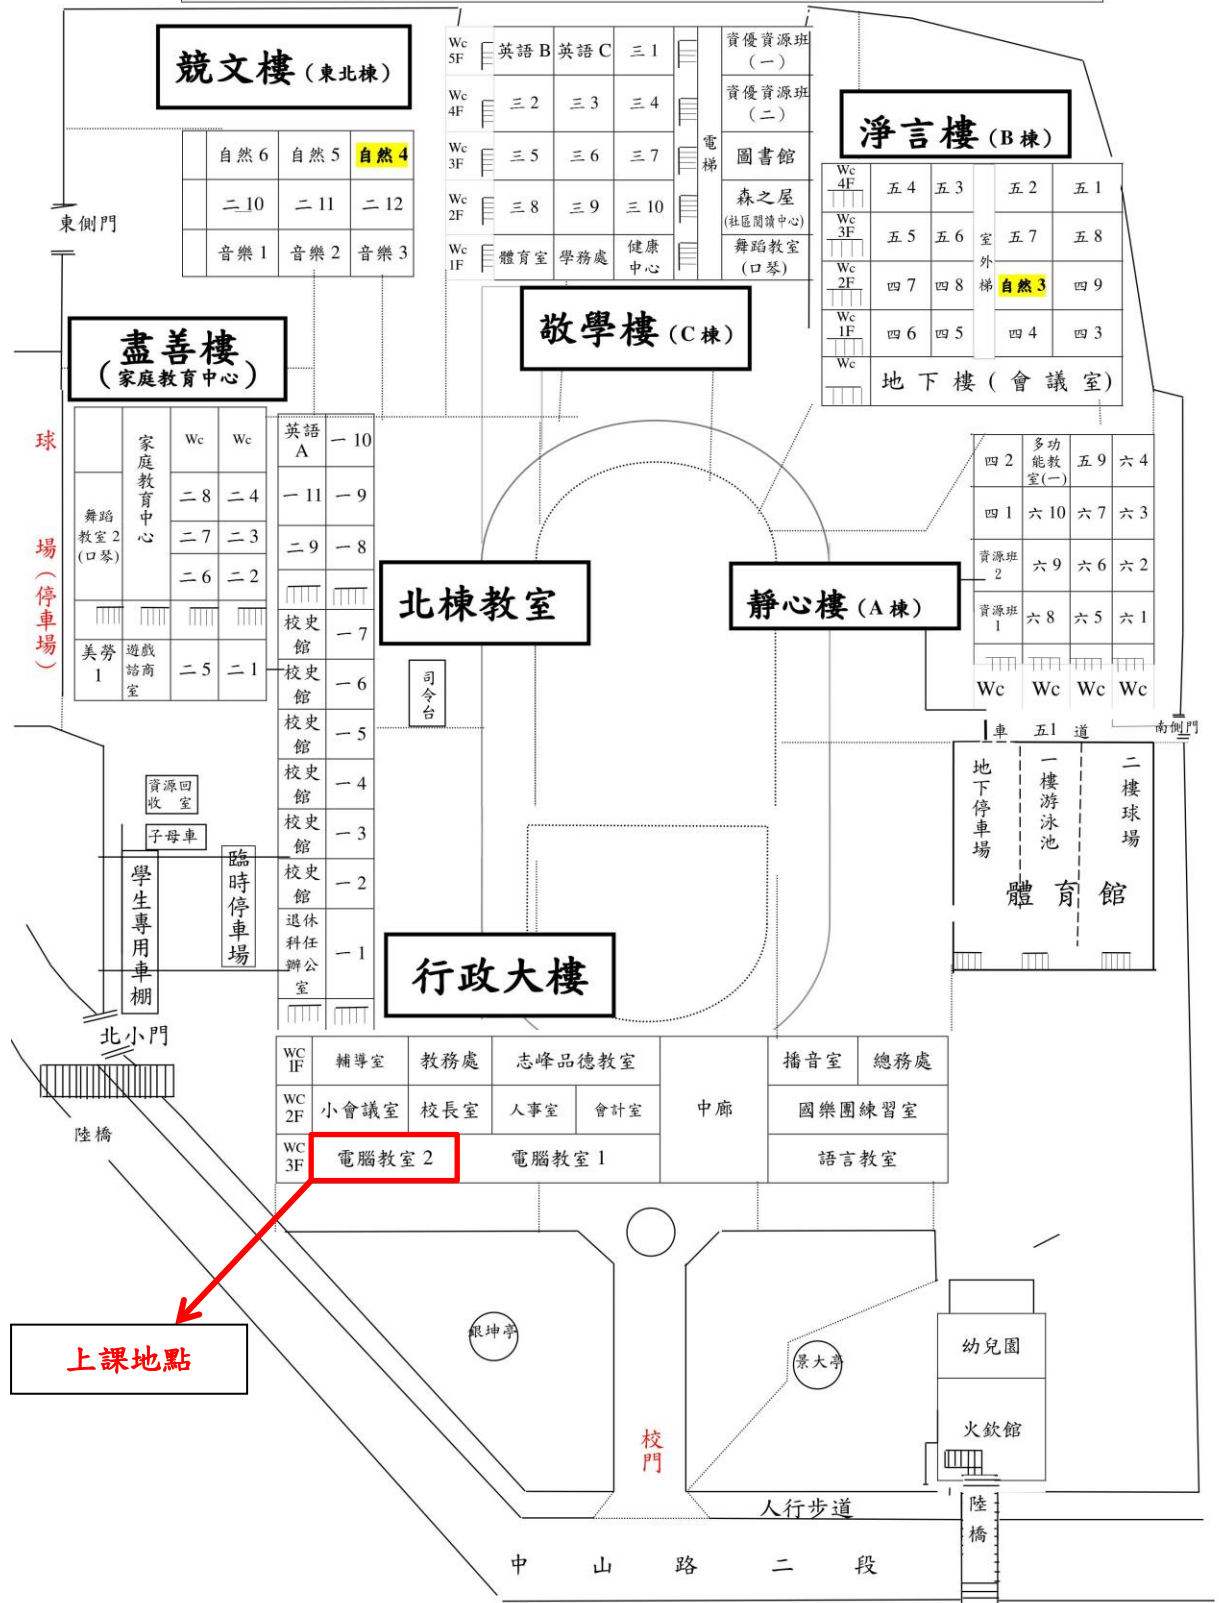 競文樓（東北棟）
自然 6 自然 5 自然 4
二 10 二 11 二 12
音樂 1 音樂 2 音樂 3
Wc 5F 英語 B 英語 C 三 1 資優資源班（一）
Wc 4F 三 2 三 3 三 4 資優資源班（二）
Wc 3F 三 5 三 6 三 7 圖書館
電梯
Wc 2F 三 8 三 9 三 10 森之屋（社區閱讀中心）
Wc 1F 體育室 學務處 健康中心 舞蹈教室（口琴）
敬學樓（C 棟）
淨言樓（B 棟）
Wc 4F 五 4 五 3 五 2 五 1
Wc 3F 五 5 五 6 五 7 五 8
室外梯
Wc 2F 四 7 四 8 自然 3 四 9
Wc 1F 四 6 四 5 四 4 四 3
Wc 地下樓（會議室）
東側門
盡善樓
（家庭教育中心）
球場（停車場）
家庭教育中心 Wc Wc
舞蹈教室 2（口琴）
二 8 二 4
二 7 二 3
二 6 二 2
美勞 1 遊戲諮商室 二 5 二 1
英語 A 一 10
一 11 一 9
二 9 一 8
校史館 一 7
校史館 一 6
校史館 一 5
校史館 一 4
校史館 一 3
校史館 一 2
退休科任辦公室 一 1
北棟教室
司令台
靜心樓（A 棟）
四 2 多功能教室(一) 五 9 六 4
四 1 六 10 六 7 六 3
資源班 2 六 9 六 6 六 2
資源班 1 六 8 六 5 六 1
Wc Wc Wc Wc
車 五1 道
南側門
地下停車場
一樓游泳池
二樓球場
體育館
資源回收室
子母車
學生專用車棚
臨時停車場
北小門
陸橋
行政大樓
WC 1F 輔導室 教務處 志峰品德教室 播音室 總務處
WC 2F 小會議室 校長室 人事室 會計室 中廊 國樂團練習室
WC 3F 電腦教室 2 電腦教室 1 語言教室
上課地點
銀坤亭
景大亭
幼兒園
火欽館
校門
人行步道
陸橋
中山路二段